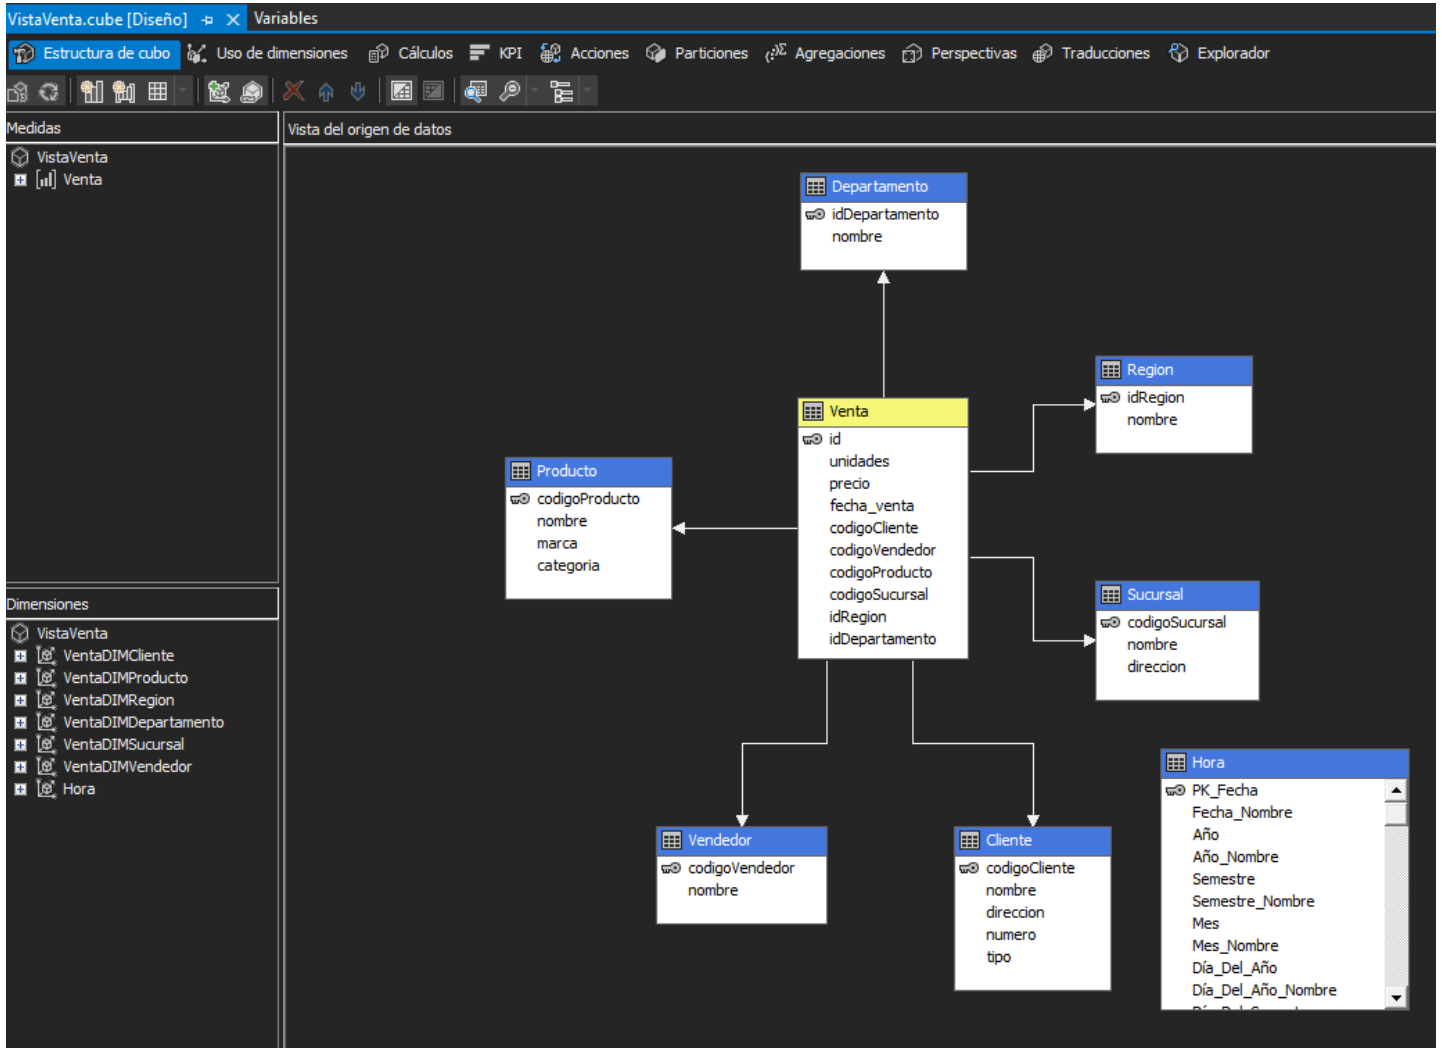 VistaVenta.cube [Diseño] Variables
Estructura de cubo Uso de dimensiones Cálculos KPI Acciones Particiones Agregaciones Perspectivas Traducciones Explorador
Medidas
VistaVenta
Venta
Dimensiones
VistaVenta
VentaDIMCliente
VentaDIMProducto
VentaDIMRegion
VentaDIMDepartamento
VentaDIMSucursal
VentaDIMVendedor
Hora
Vista del origen de datos
Departamento
idDepartamento
nombre
Region
idRegion
nombre
Venta
id
unidades
precio
fecha_venta
codigoCliente
codigoVendedor
codigoProducto
codigoSucursal
idRegion
idDepartamento
Producto
codigoProducto
nombre
marca
categoria
Sucursal
codigoSucursal
nombre
direccion
Hora
PK_Fecha
Fecha_Nombre
Año
Año_Nombre
Semestre
Semestre_Nombre
Mes
Mes_Nombre
Día_Del_Año
Día_Del_Año_Nombre
Vendedor
codigoVendedor
nombre
Cliente
codigoCliente
nombre
direccion
numero
tipo